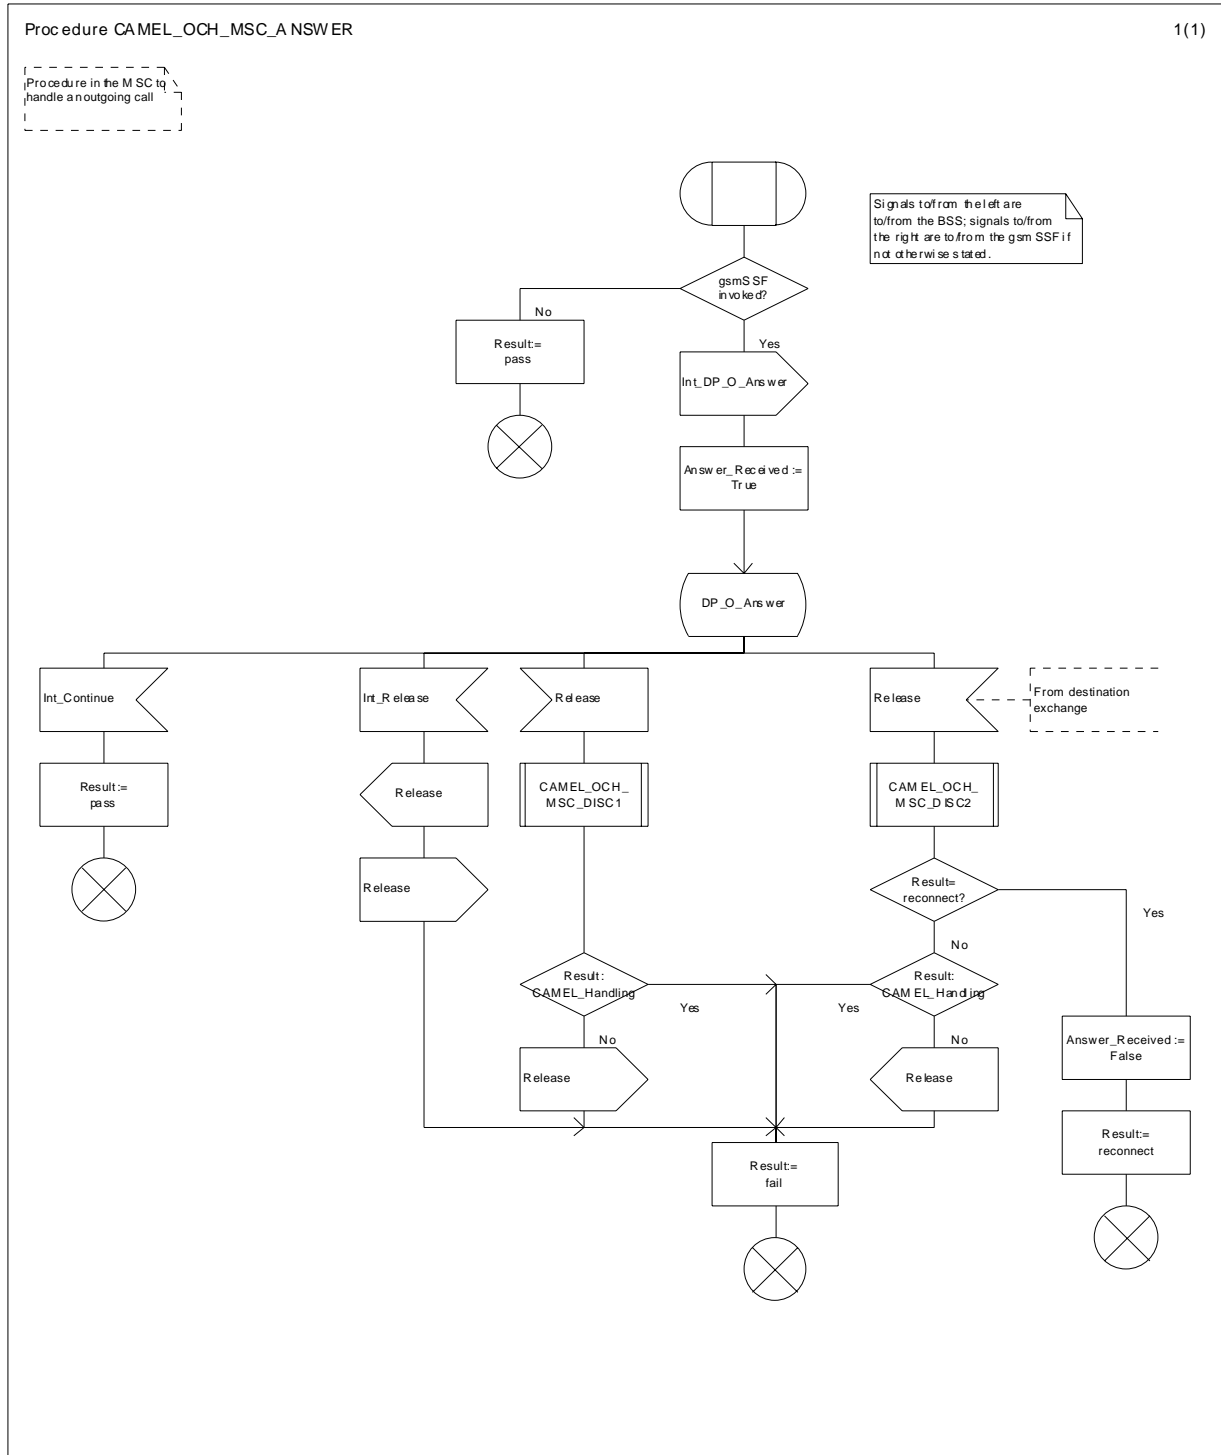 Procedure CAMEL_OCH_MSC_ANSWER
1(1)
Procedure in the MSC to
handle an outgoing call
Signals to/from the left are
to/from the BSS; signals to/from
the right are to/from the gsmSSF if
not otherwise stated.
gsmSSF
invoked?
No
Yes
Result:=
pass
Int_DP_O_Answer
Answer_Received:=
True
DP_O_Answer
Int_Continue
Int_Release
Release
Release
From destination
exchange
Result:=
pass
Release
CAMEL_OCH_
MSC_DISC1
CAMEL_OCH_
MSC_DISC2
Release
Result=
reconnect?
Yes
No
Result:
CAMEL_Handling
Yes
Result:
CAMEL_Handling
Yes
No
No
Answer_Received:=
False
Release
Release
Result:=
reconnect
Result:=
fail